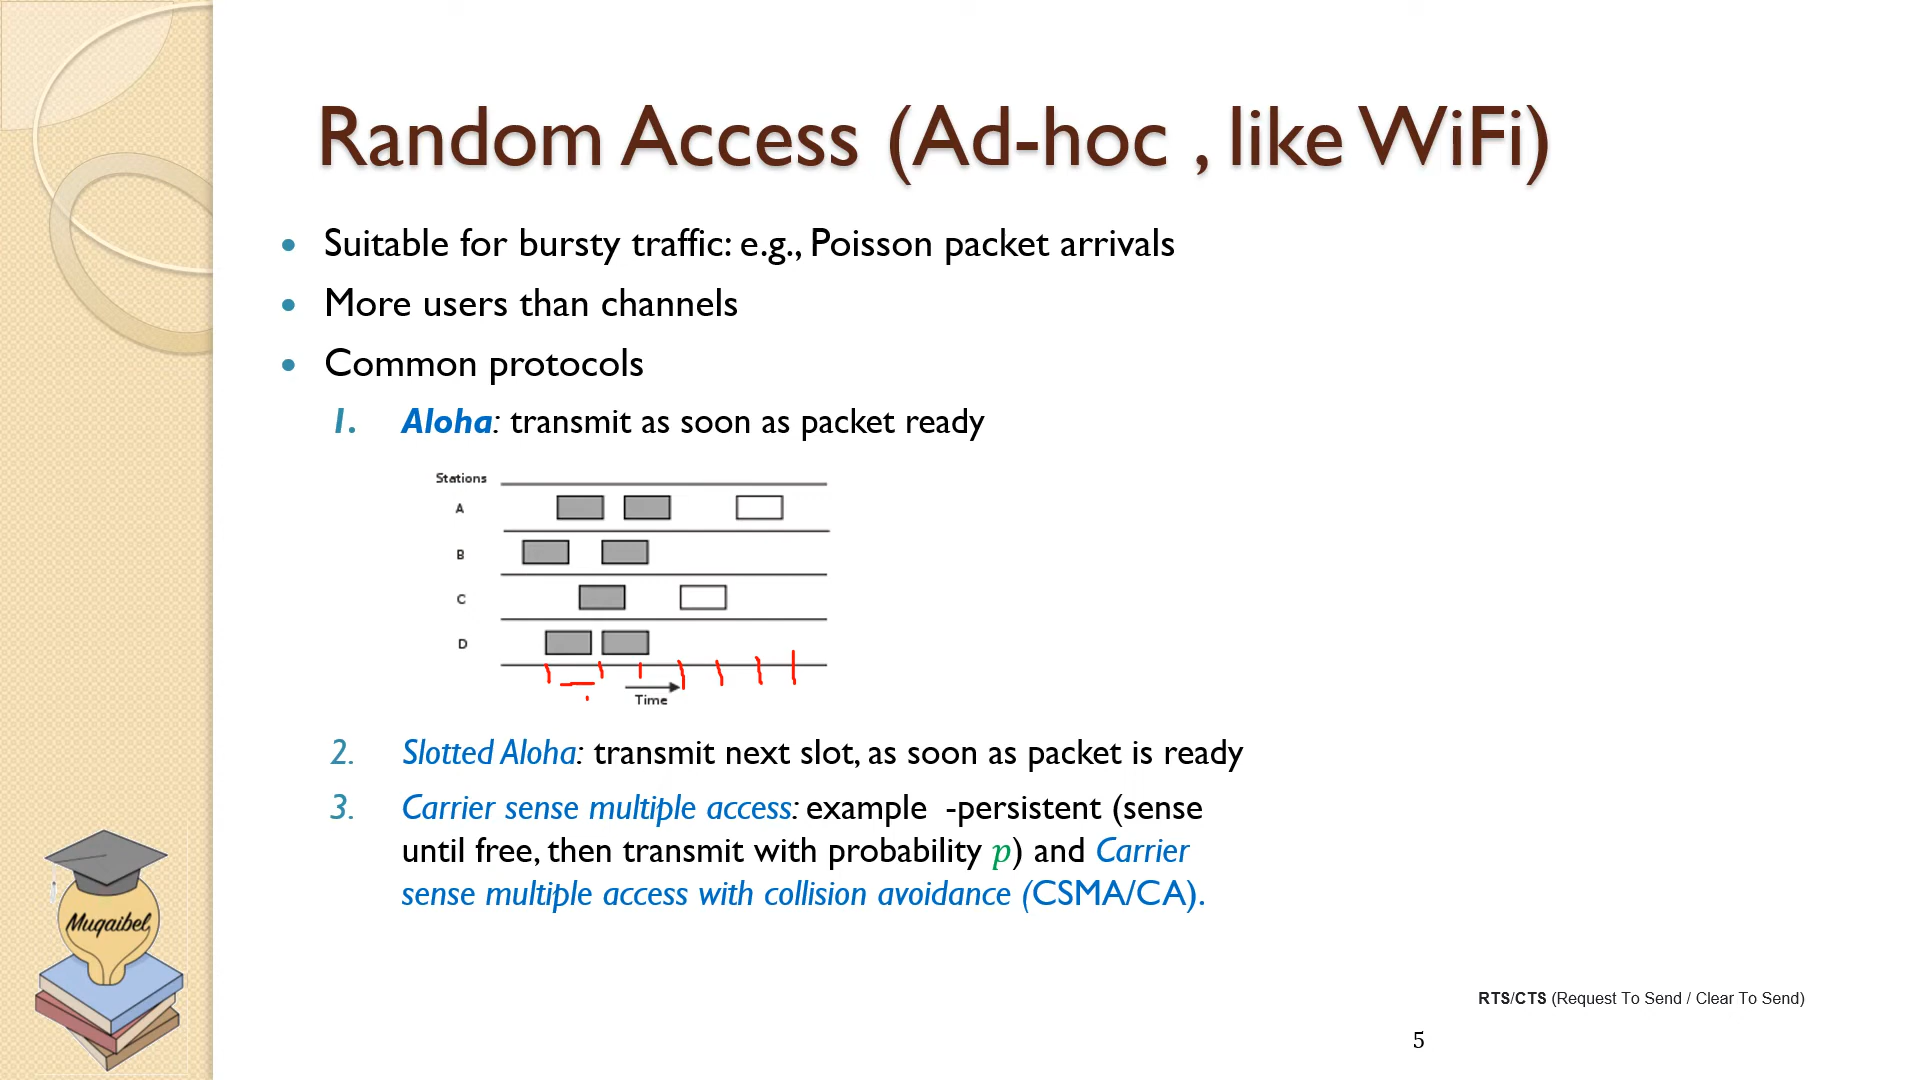 Random Access (Ad-hoc , like WiFi)
• Suitable for bursty traffic: e.g., Poisson packet arrivals
• More users than channels
• Common protocols
1. Aloha: transmit as soon as packet ready
Stations
A
B
C
D
Time
2. Slotted Aloha: transmit next slot, as soon as packet is ready
3. Carrier sense multiple access: example -persistent (sense
until free, then transmit with probability p) and Carrier
sense multiple access with collision avoidance (CSMA/CA).
Muqaibel
RTS/CTS (Request To Send / Clear To Send)
5